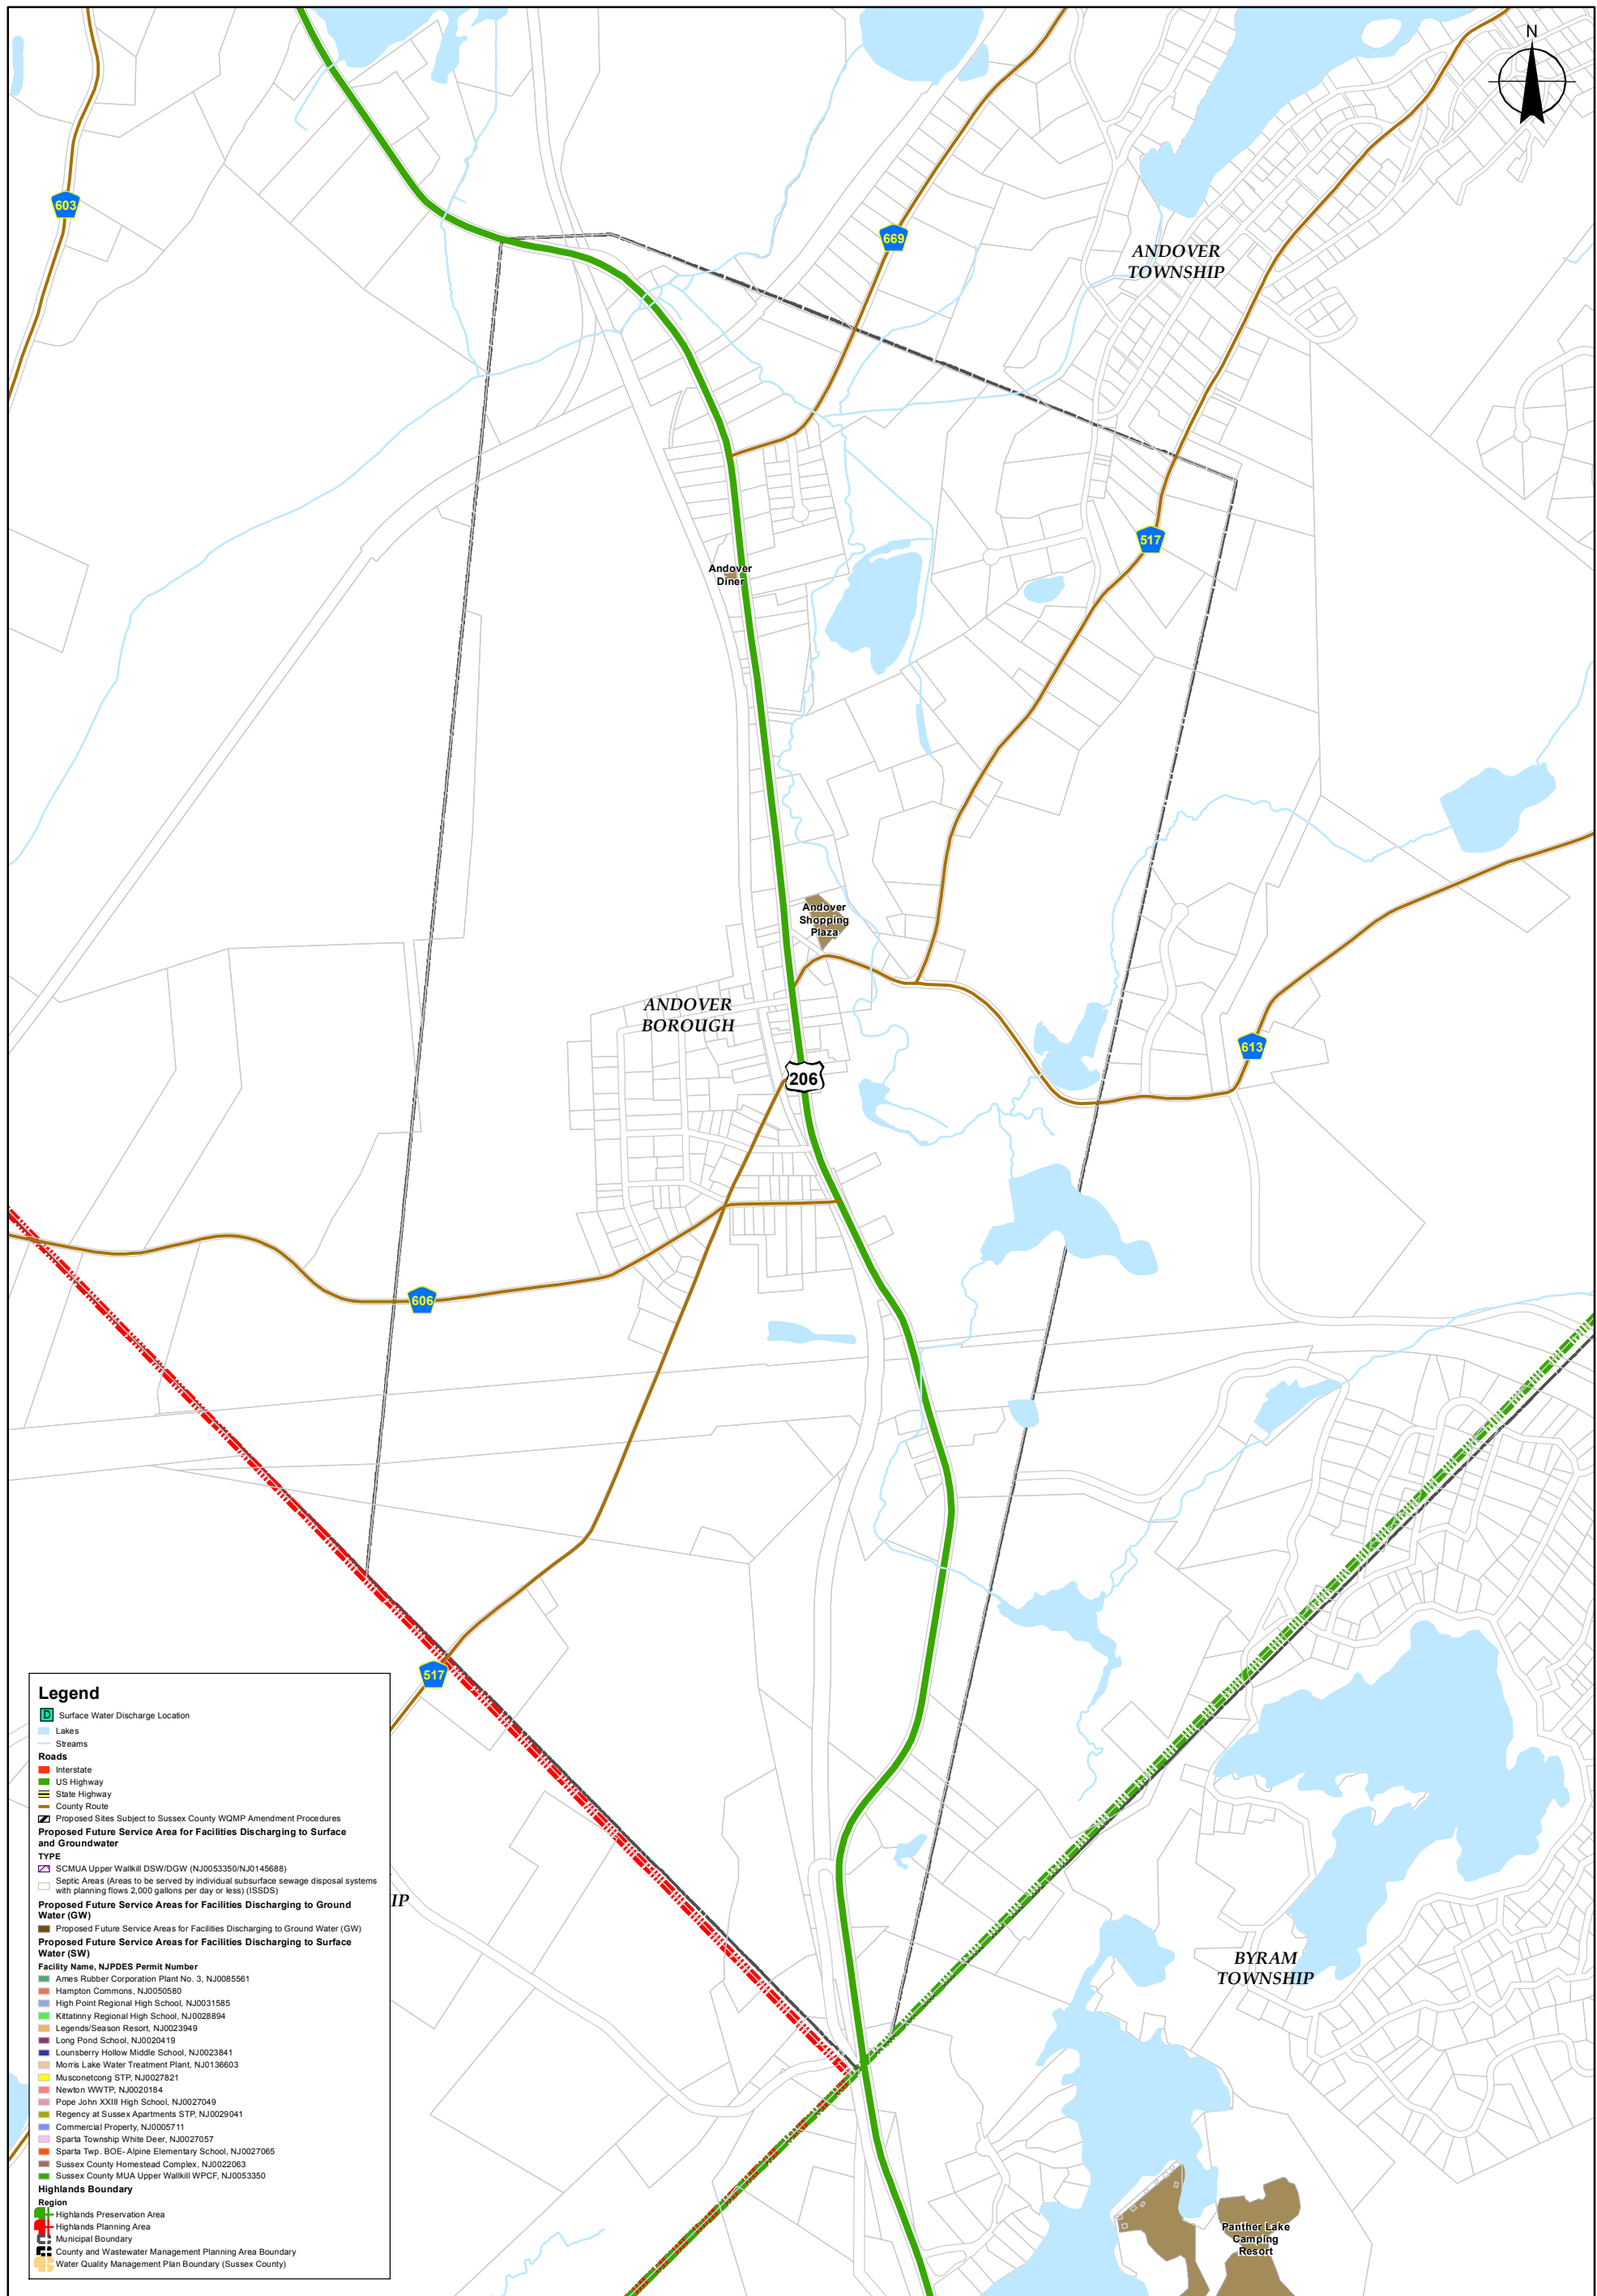 N
603
669
ANDOVER
TOWNSHIP
517
Andover
Diner
Andover
Shopping
Plaza
ANDOVER
BOROUGH
613
206
606
517
IP
BYRAM
TOWNSHIP
Panther Lake
Camping
Resort
Legend
D Surface Water Discharge Location
Lakes
Streams
Roads
Interstate
US Highway
State Highway
County Route
Proposed Sites Subject to Sussex County WQMP Amendment Procedures
Proposed Future Service Area for Facilities Discharging to Surface
and Groundwater
TYPE
SCMUA Upper Wallkill DSW/DGW (NJ0053350/NJ0145688)
Septic Areas (Areas to be served by individual subsurface sewage disposal systems
with planning flows 2,000 gallons per day or less) (ISSDS)
Proposed Future Service Areas for Facilities Discharging to Ground
Water (GW)
Proposed Future Service Areas for Facilities Discharging to Ground Water (GW)
Proposed Future Service Areas for Facilities Discharging to Surface
Water (SW)
Facility Name, NJPDES Permit Number
Ames Rubber Corporation Plant No. 3, NJ0085561
Hampton Commons, NJ0050580
High Point Regional High School, NJ0031585
Kittatinny Regional High School, NJ0028894
Legends/Season Resort, NJ0023949
Long Pond School, NJ0020419
Lounsberry Hollow Middle School, NJ0023841
Morris Lake Water Treatment Plant, NJ0136603
Musconetcong STP, NJ0027821
Newton WWTP, NJ0020184
Pope John XXIII High School, NJ0027049
Regency at Sussex Apartments STP, NJ0029041
Commercial Property, NJ0005711
Sparta Township White Deer, NJ0027057
Sparta Twp. BOE- Alpine Elementary School, NJ0027065
Sussex County Homestead Complex, NJ0022063
Sussex County MUA Upper Wallkill WPCF, NJ0053350
Highlands Boundary
Region
Highlands Preservation Area
Highlands Planning Area
Municipal Boundary
County and Wastewater Management Planning Area Boundary
Water Quality Management Plan Boundary (Sussex County)